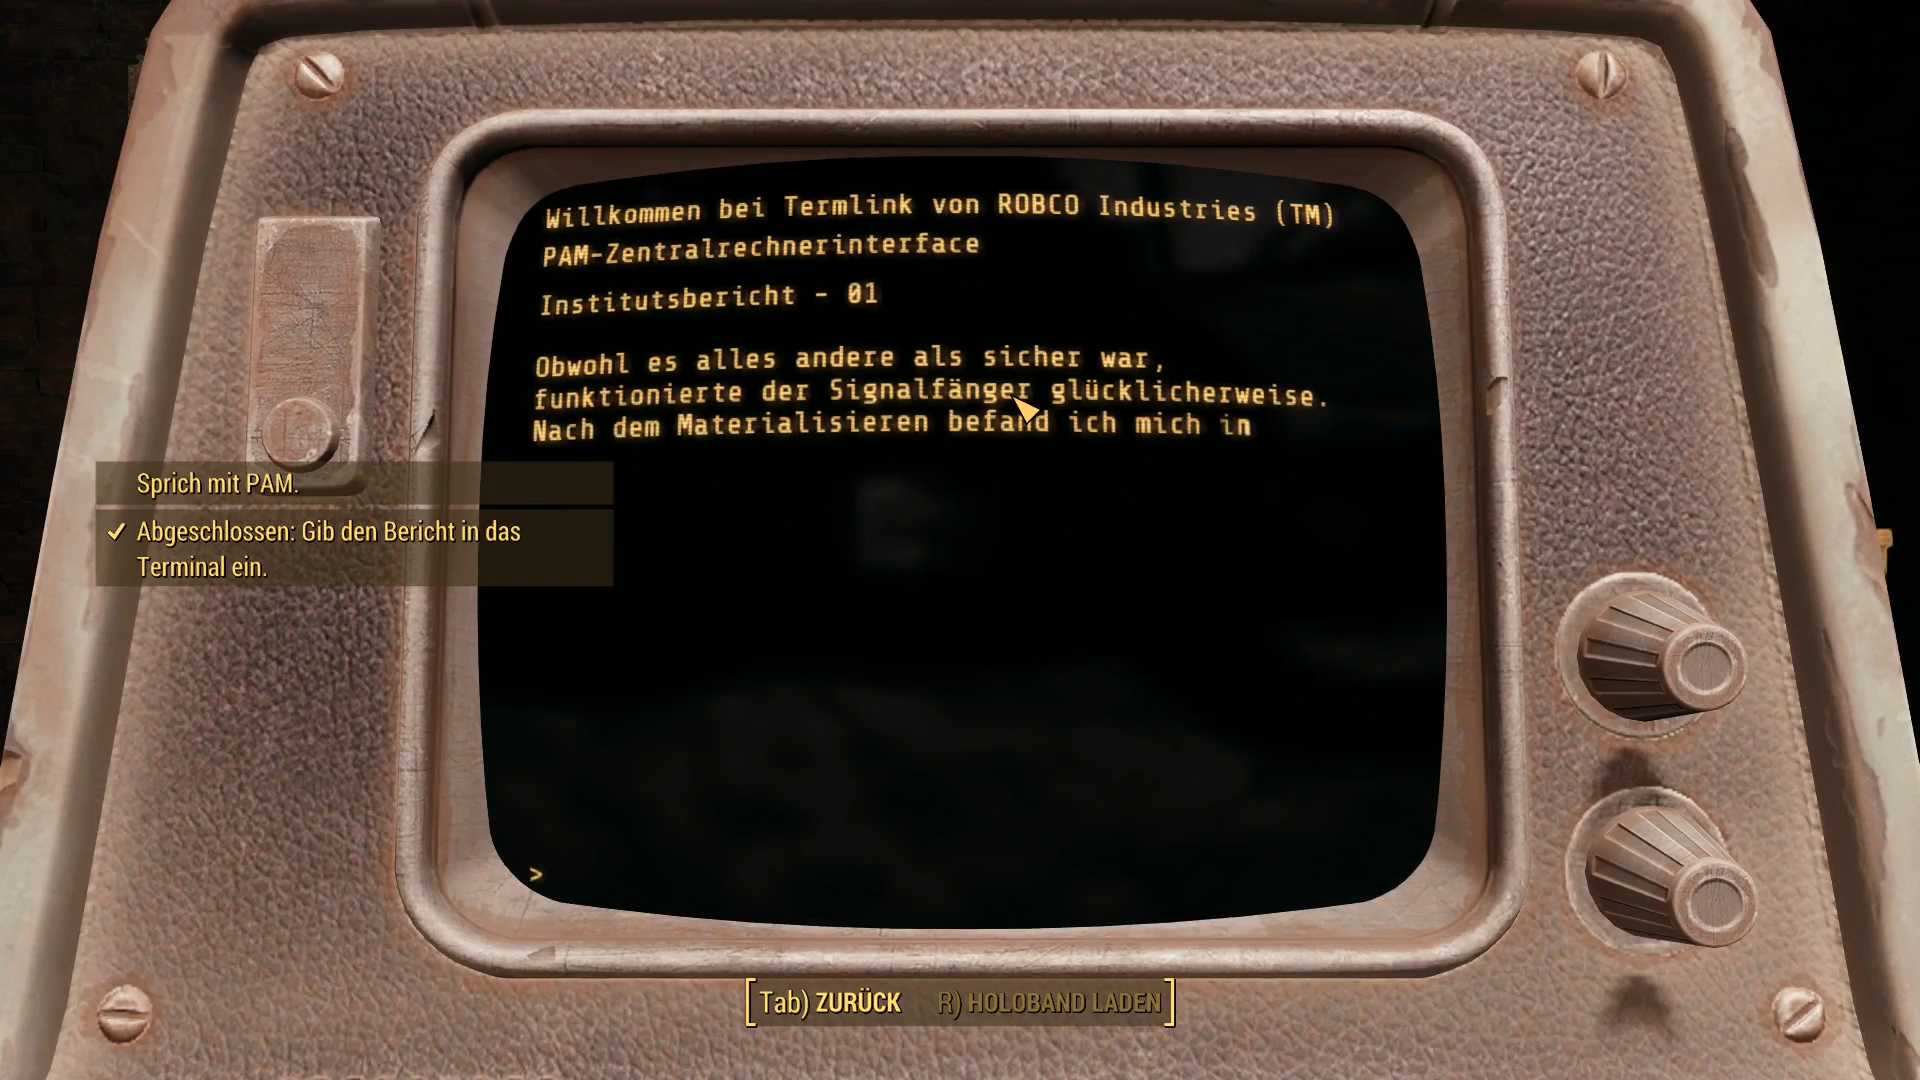 Willkommen bei Termlink von ROBCO Industries (TM)
PAM-Zentralrechnerinterface
Institutsbericht - 01
Obwohl es alles andere als sicher war,
funktionierte der Signalfänger glücklicherweise.
Nach dem Materialisieren befand ich mich in
Sprich mit PAM.
✓ Abgeschlossen: Gib den Bericht in das
Terminal ein.
>
[Tab) ZURÜCK R) HOLOBAND LADEN]